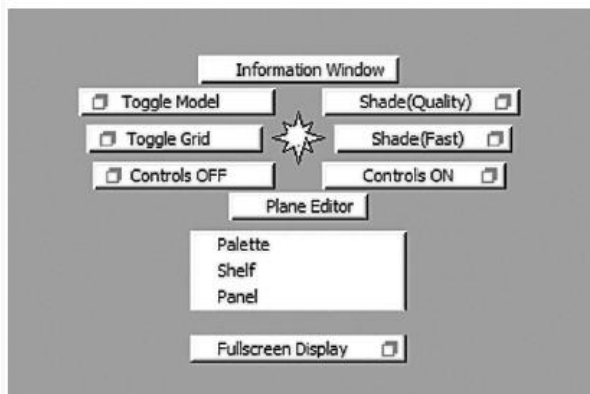 Information Window
Toggle Model Shade(Quality)
Toggle Grid Shade(Fast)
Controls OFF Controls ON
Plane Editor
Palette
Shelf
Panel
Fullscreen Display